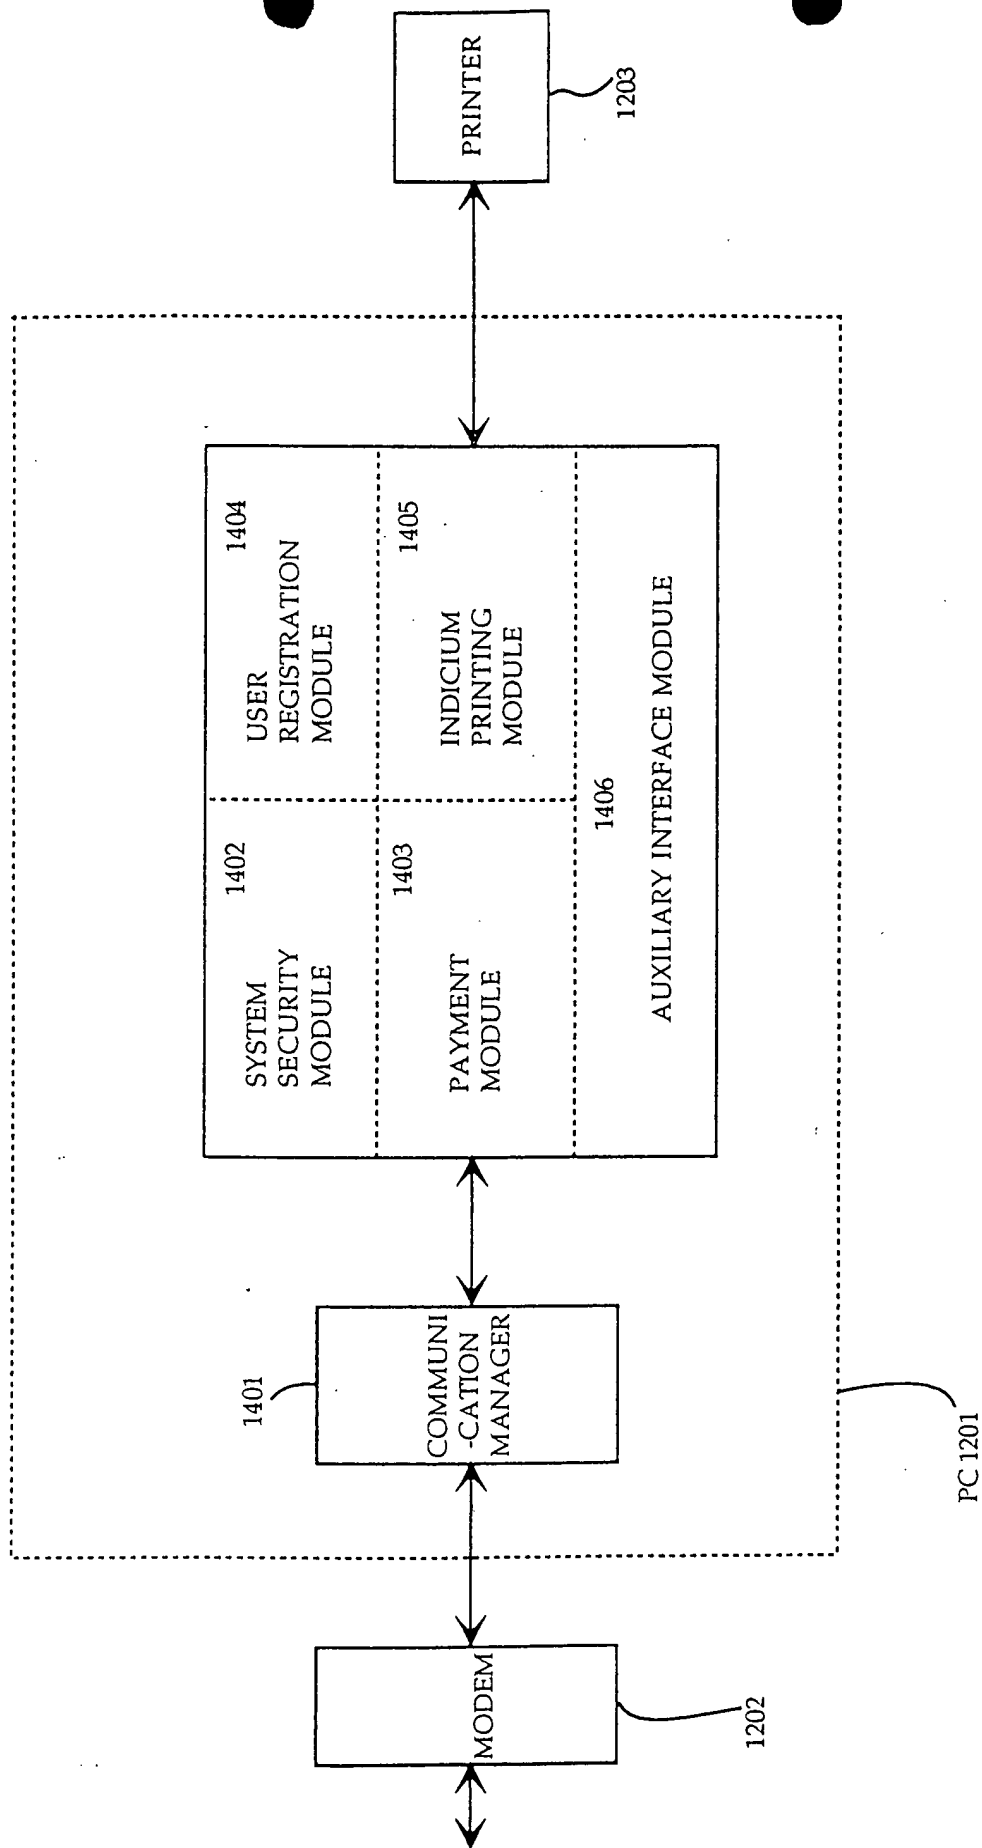 MODEM
1202
1401
COMMUNI
-CATION
MANAGER
1402
SYSTEM
SECURITY
MODULE
1404
USER
REGISTRATION
MODULE
1403
PAYMENT
MODULE
1405
INDICIUM
PRINTING
MODULE
1406
AUXILIARY INTERFACE MODULE
PC 1201
PRINTER
1203